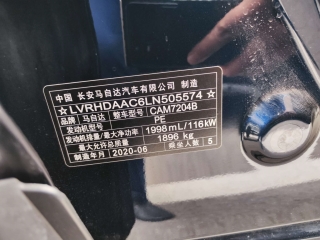 中国 长安马自达汽车有限公司 制造
★LVRHDAAC6LN505574★
品牌 马自达 整车型号 CAM7204B
发动机型号 PE
发动机排量/最大净功率 1998mL/116kW
最大允许总质量 1896 kg
制造年月 2020-06 乘坐人数 5